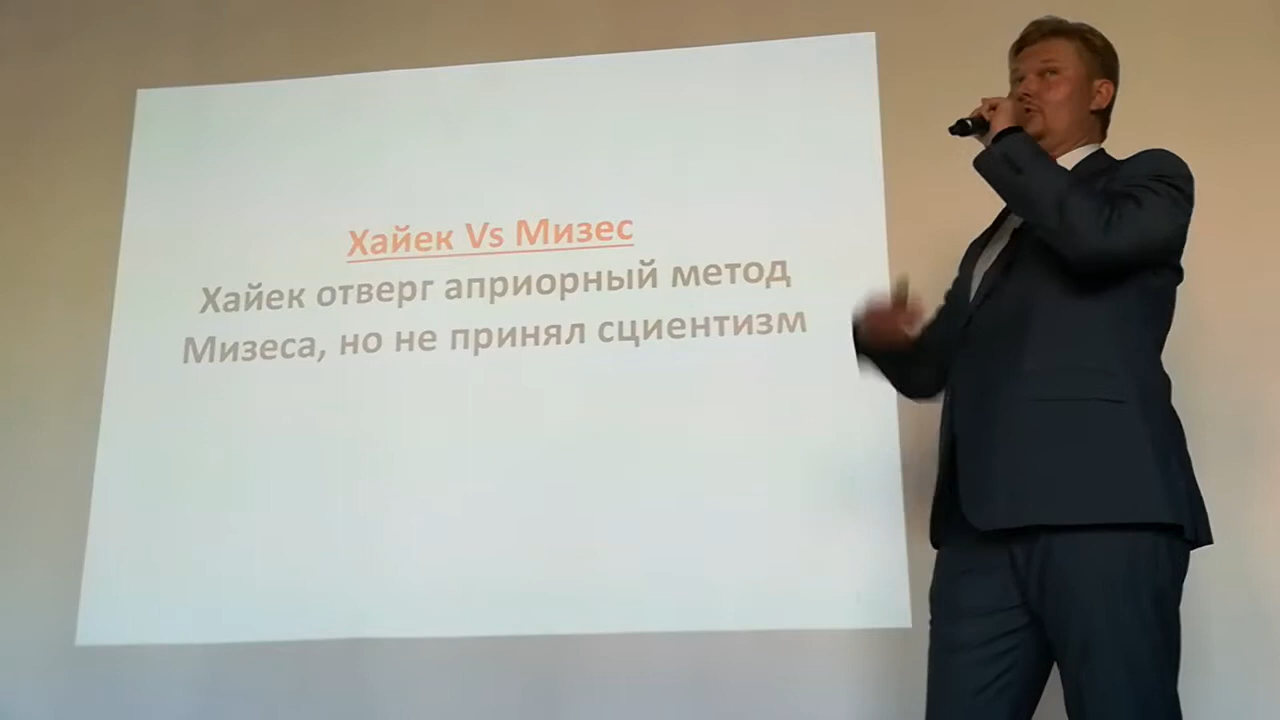 Хайек Vs Мизес
Хайек отверг априорный метод
Мизеса, но не принял сциентизм